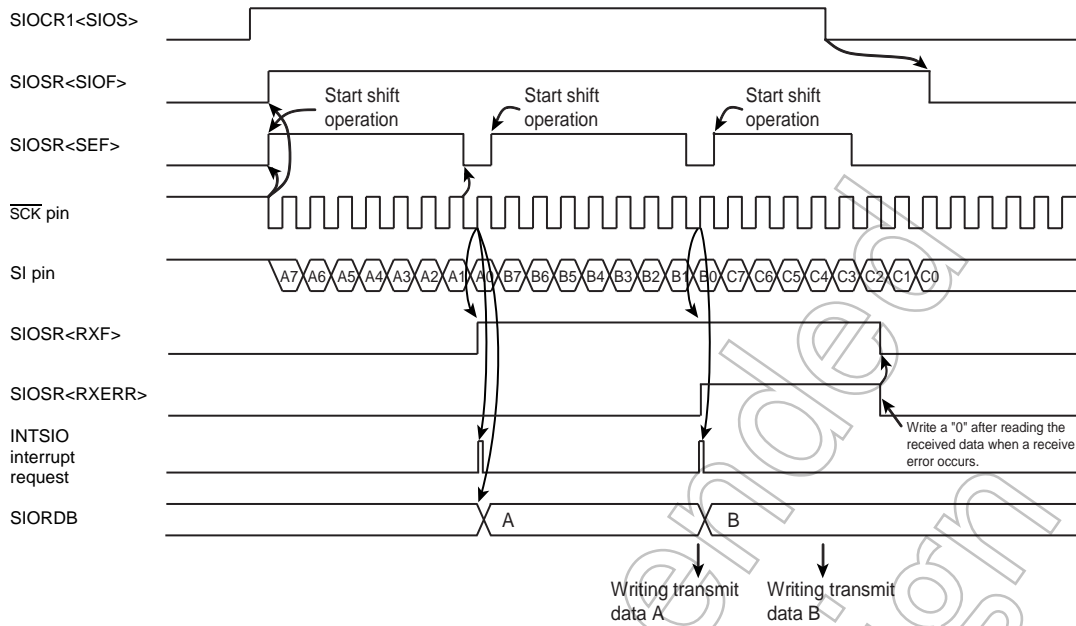 SIOCR1<SIOS>
SIOSR<SIOF>
Start shift
operation
Start shift
operation
Start shift
operation
SIOSR<SEF>
SCK pin
SI pin
A7 A6 A5 A4 A3 A2 A1 A0 B7 B6 B5 B4 B3 B2 B1 B0 C7 C6 C5 C4 C3 C2 C1 C0
SIOSR<RXF>
SIOSR<RXERR>
Write a "0" after reading the
received data when a receive
error occurs.
INTSIO
interrupt
request
SIORDB
A
B
Writing transmit
data A
Writing transmit
data B